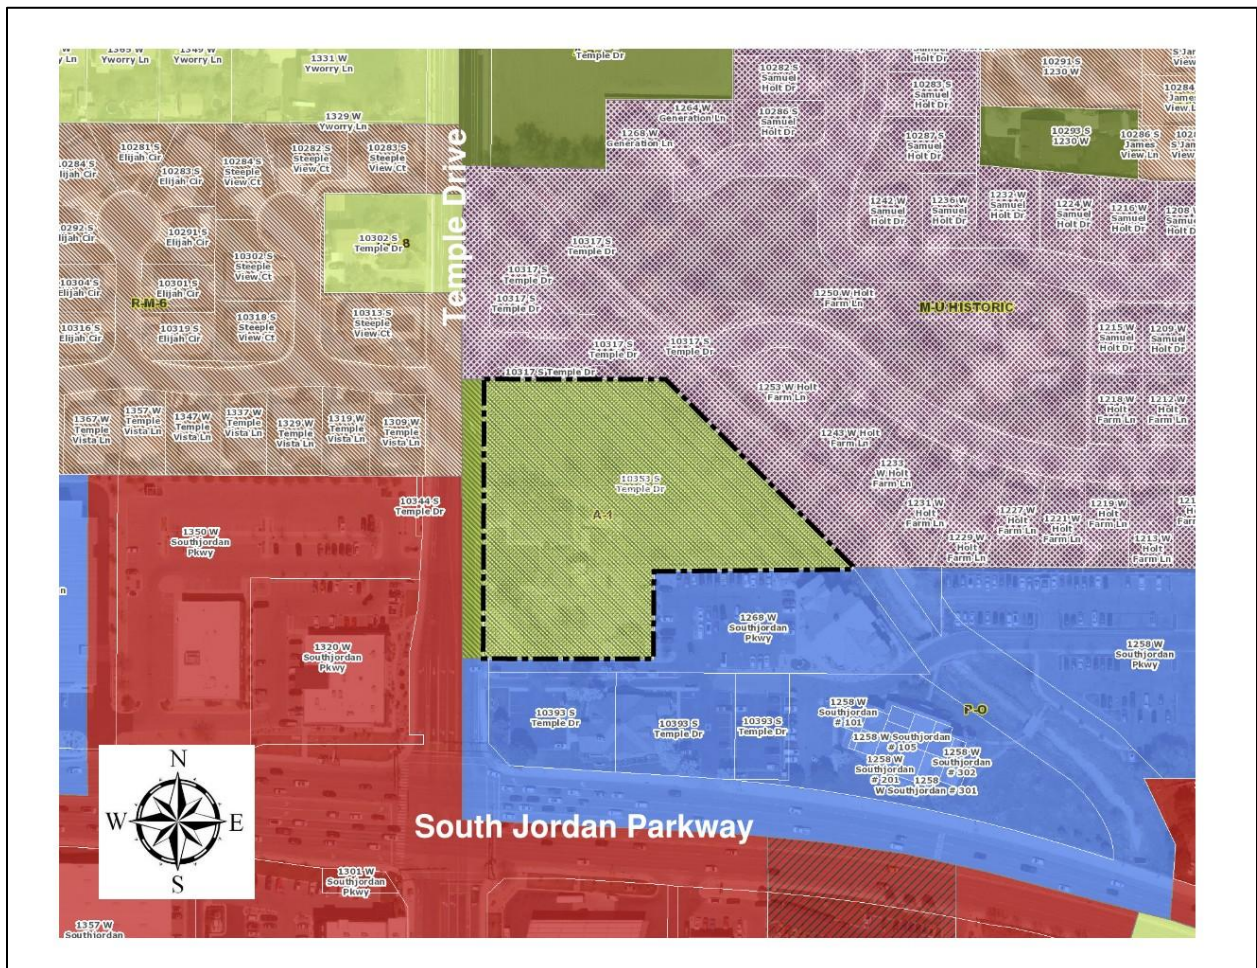 1365 W
Yworry Ln
1349 W
Yworry Ln
1331 W
Yworry Ln
Temple Dr
10282 S
Samuel
Holt Dr
Samuel
Holt Dr
10283 S
Samuel
Holt Dr
10291 S
1230 W
View
10284
James
View L
1264 W
Generation Ln
10286 S
Samuel
Holt Dr
1329 W
Yworry Ln
1268 W
Generation Ln
10287 S
Samuel
Holt Dr
10293 S
1230 W
10286 S
James
View Ln
10281 S
Elijah Cir
10284 S
Steeple
View Ct
10282 S
Steeple
View Ct
10283 S
Steeple
View Ct
0284 S
lijah Cir
10283 S
Elijah Cir
Temple Drive
1242 W
Samuel
Holt Dr
1236 W
Samuel
Holt Dr
1232 W
Samuel
Holt Dr
1224 W
Samuel
Holt Dr
1216 W
Samuel
Holt Dr
1208 W
Samuel
Holt D
0292 S
lijah Cir
10291 S
Elijah Cir
10302 S
Steeple
View Ct
10302 S
Temple Dr
8
10317 S
Temple Dr
10317 S
Temple Dr
10304 S
Elijah Cir
R-M-6
10301 S
Elijah Cir
10317 S
Temple Dr
1250 W Holt
Farm Ln
M-U HISTORIC
10316 S
Elijah Cir
10319 S
Elijah Cir
10318 S
Steeple
View Ct
10313 S
Steeple
View Ct
10317 S
Temple Dr
10317 S
Temple Dr
1215 W
Samuel
Holt Dr
1209 W
Samuel
Holt Dr
10317 S Temple Dr
1253 W Holt
Farm Ln
1218 W
Holt
Farm Ln
1212 W
Holt
Farm Ln
1367 W
Temple
Vista Ln
1357 W
Temple
Vista Ln
1347 W
Temple
Vista Ln
1337 W
Temple
Vista Ln
1329 W
Temple
Vista Ln
1319 W
Temple
Vista Ln
1309 W
Temple
Vista Ln
1243 W Holt
Farm Ln
10353 S
Temple Dr
A-1
1233
W Holt
Farm Ln
10344 S
Temple Dr
1231 W
Holt
Farm Ln
1227 W
Holt
Farm Ln
1221 W
Holt
Farm Ln
1219 W
Holt
Farm Ln
1350 W
Southjordan
Pkwy
1229 W
Holt
Farm Ln
1213 W
Holt
Farm Ln
1268 W
Southjordan
Pkwy
1320 W
Southjordan
Pkwy
1258 W
Southjordan
Pkwy
10393 S
Temple Dr
10393 S
Temple Dr
10393 S
Temple Dr
1258 W
Southjordan
# 101
P-O
1258 W Southjordan
# 105
1258 W
Southjordan
# 302
1258 W
Southjordan
# 201
1258
W Southjordan # 301
N
W
E
S
South Jordan Parkway
1301 W
Southjordan
Pkwy
1357 W
Southjordan